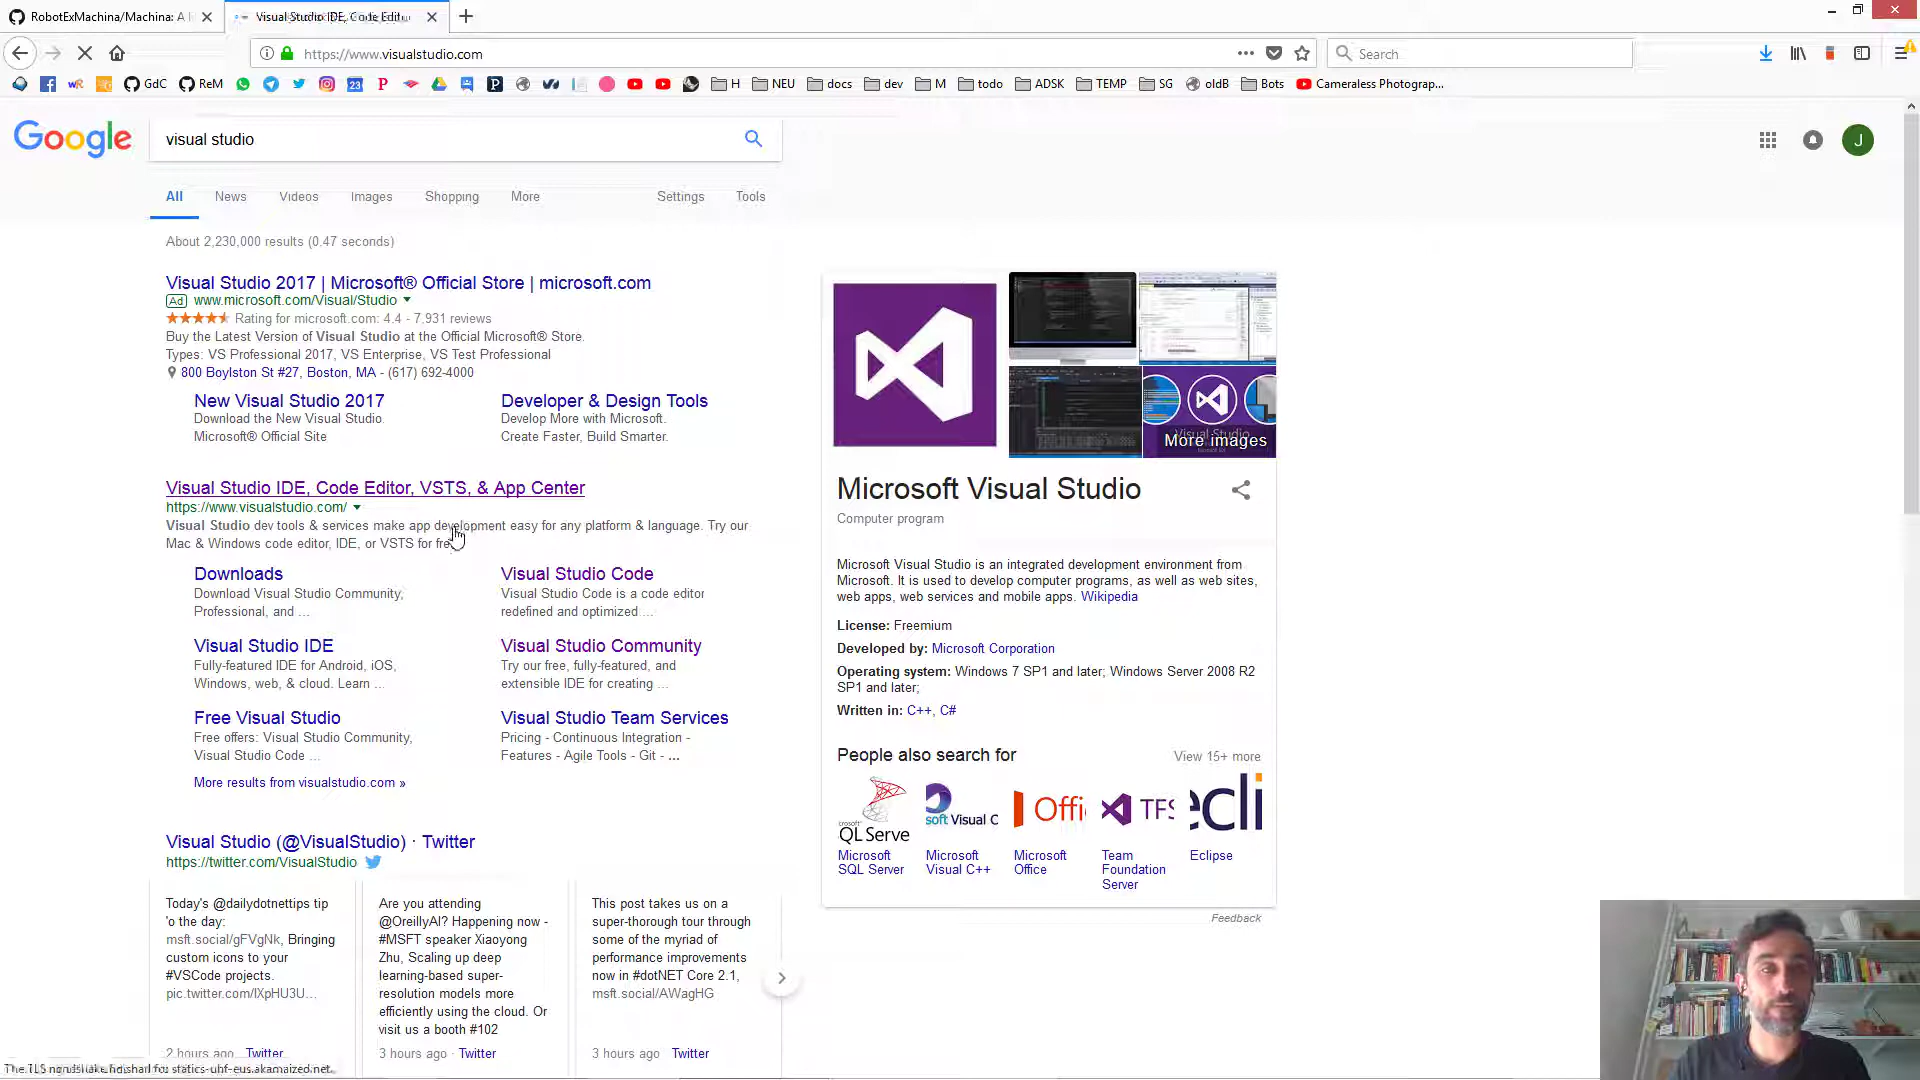 RobotExMachina/Machina: A li
Visual Studio IDE, Code Edit...
https://www.visualstudio.com
Search
GdC
ReM
H
NEU
docs
dev
M
todo
ADSK
TEMP
SG
oldB
Bots
Cameraless Photograp...
Google
visual studio
J
All
News
Videos
Images
Shopping
More
Settings
Tools
About 2,230,000 results (0.47 seconds)
Visual Studio 2017 | Microsoft® Official Store | microsoft.com
Ad www.microsoft.com/Visual/Studio
Rating for microsoft.com: 4.4 - 7,931 reviews
Buy the Latest Version of Visual Studio at the Official Microsoft® Store.
Types: VS Professional 2017, VS Enterprise, VS Test Professional
800 Boylston St #27, Boston, MA - (617) 692-4000
New Visual Studio 2017
Download the New Visual Studio.
Microsoft® Official Site
Developer & Design Tools
Develop More with Microsoft.
Create Faster, Build Smarter.
Visual Studio IDE, Code Editor, VSTS, & App Center
https://www.visualstudio.com/
Visual Studio dev tools & services make app development easy for any platform & language. Try our
Mac & Windows code editor, IDE, or VSTS for fre
Downloads
Download Visual Studio Community,
Professional, and ...
Visual Studio Code
Visual Studio Code is a code editor
redefined and optimized ...
Visual Studio IDE
Fully-featured IDE for Android, iOS,
Windows, web, & cloud. Learn ...
Visual Studio Community
Try our free, fully-featured, and
extensible IDE for creating ...
Free Visual Studio
Free offers: Visual Studio Community,
Visual Studio Code ...
Visual Studio Team Services
Pricing - Continuous Integration -
Features - Agile Tools - Git - ...
More results from visualstudio.com »
Visual Studio (@VisualStudio) · Twitter
https://twitter.com/VisualStudio
Today's @dailydotnettips tip
'o the day:
msft.social/gFVgNk, Bringing
custom icons to your
#VSCode projects.
pic.twitter.com/lXpHU3U...
2 hours ago · Twitter
Are you attending
@OreillyAI? Happening now -
#MSFT speaker Xiaoyong
Zhu, Scaling up deep
learning-based super-
resolution models more
efficiently using the cloud. Or
visit us a booth #102
3 hours ago · Twitter
This post takes us on a
super-thorough tour through
some of the myriad of
performance improvements
now in #dotNET Core 2.1,
msft.social/AWagHG
3 hours ago · Twitter
More images
Microsoft Visual Studio
Computer program
Microsoft Visual Studio is an integrated development environment from
Microsoft. It is used to develop computer programs, as well as web sites,
web apps, web services and mobile apps. Wikipedia
License: Freemium
Developed by: Microsoft Corporation
Operating system: Windows 7 SP1 and later; Windows Server 2008 R2
SP1 and later;
Written in: C++, C#
People also search for
View 15+ more
QL Serve
soft Visual C
Offi
TFS
ecli
Microsoft
SQL Server
Microsoft
Visual C++
Microsoft
Office
Team
Foundation
Server
Eclipse
Feedback